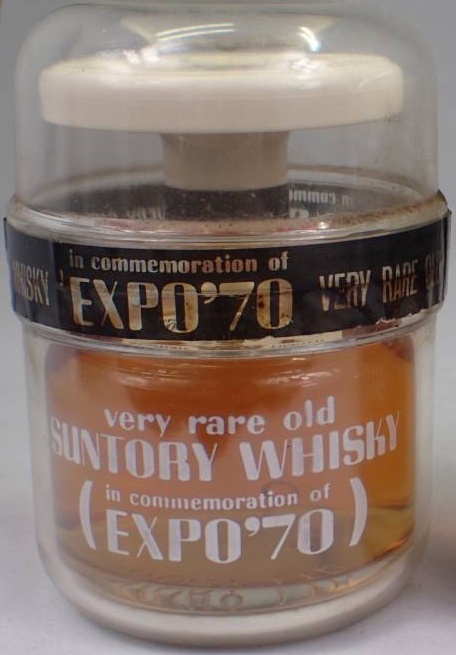 in commemoration of
WHISKY EXPO'70 VERY RARE OLD
very rare old
SUNTORY WHISKY
(in commemoration of
EXPO'70)